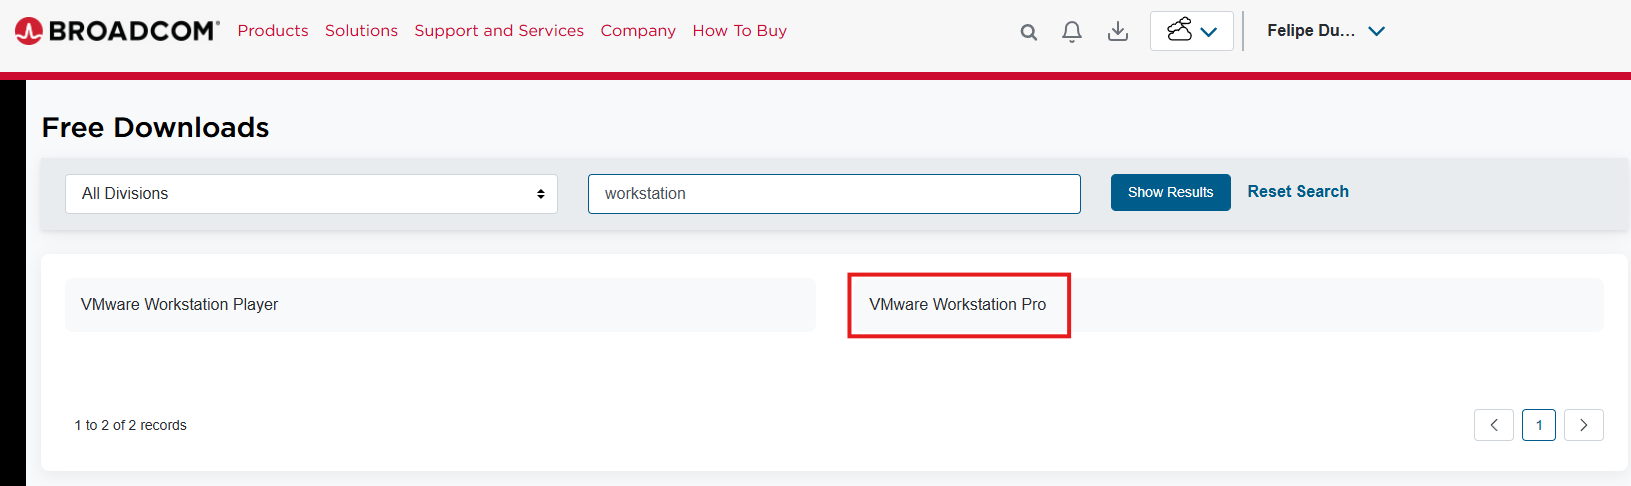 BROADCOM Products Solutions Support and Services Company How To Buy Felipe Du...
Free Downloads
All Divisions workstation Show Results Reset Search
VMware Workstation Player VMware Workstation Pro
1 to 2 of 2 records 1